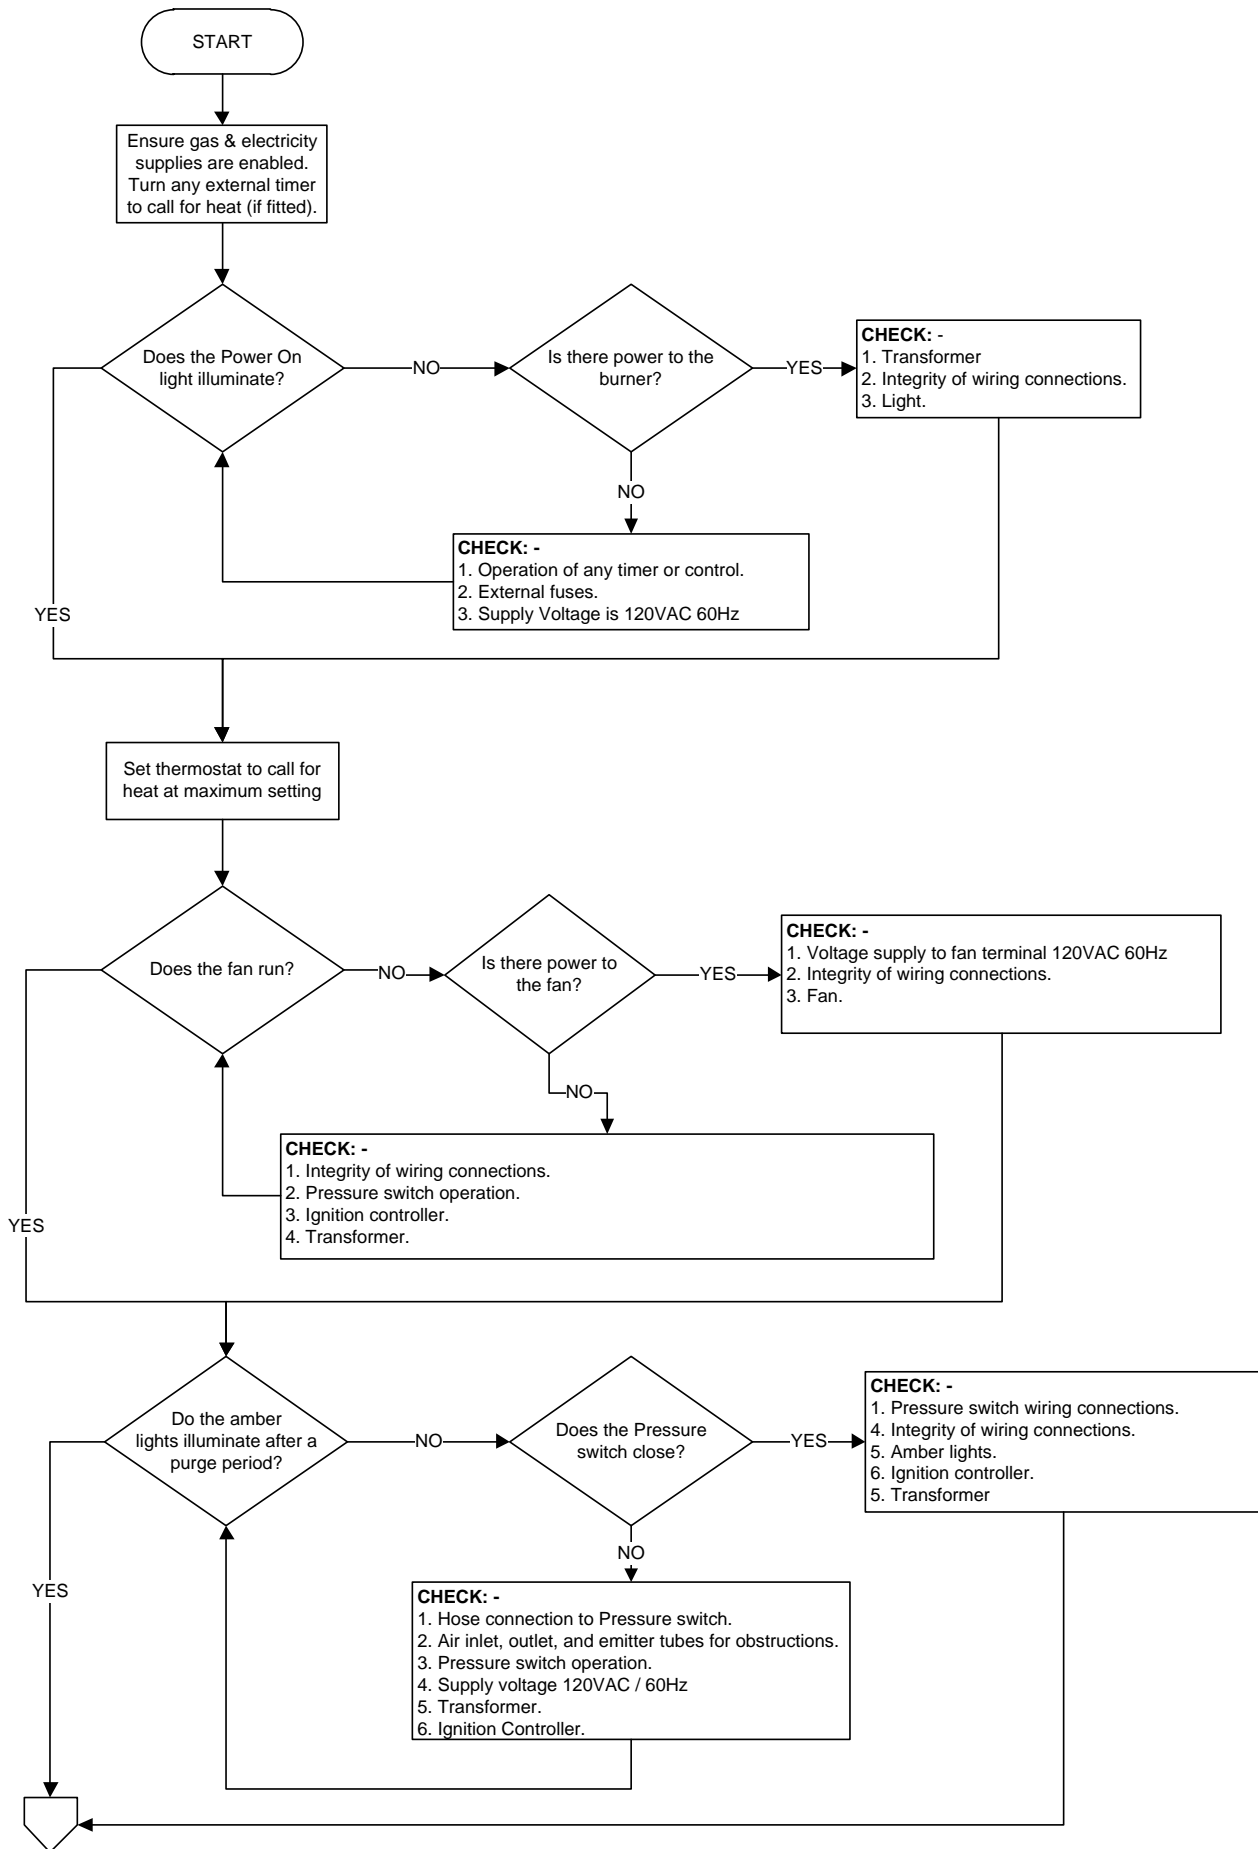 START
Ensure gas & electricity
supplies are enabled.
Turn any external timer
to call for heat (if fitted).
Does the Power On
light illuminate?
NO
Is there power to the
burner?
YES
CHECK: -
1. Transformer
2. Integrity of wiring connections.
3. Light.
NO
CHECK: -
1. Operation of any timer or control.
2. External fuses.
3. Supply Voltage is 120VAC 60Hz
YES
Set thermostat to call for
heat at maximum setting
Does the fan run?
NO
Is there power to
the fan?
YES
CHECK: -
1. Voltage supply to fan terminal 120VAC 60Hz
2. Integrity of wiring connections.
3. Fan.
NO
CHECK: -
1. Integrity of wiring connections.
2. Pressure switch operation.
3. Ignition controller.
4. Transformer.
YES
Do the amber
lights illuminate after a
purge period?
NO
Does the Pressure
switch close?
YES
CHECK: -
1. Pressure switch wiring connections.
4. Integrity of wiring connections.
5. Amber lights.
6. Ignition controller.
5. Transformer
NO
CHECK: -
1. Hose connection to Pressure switch.
2. Air inlet, outlet, and emitter tubes for obstructions.
3. Pressure switch operation.
4. Supply voltage 120VAC / 60Hz
5. Transformer.
6. Ignition Controller.
YES